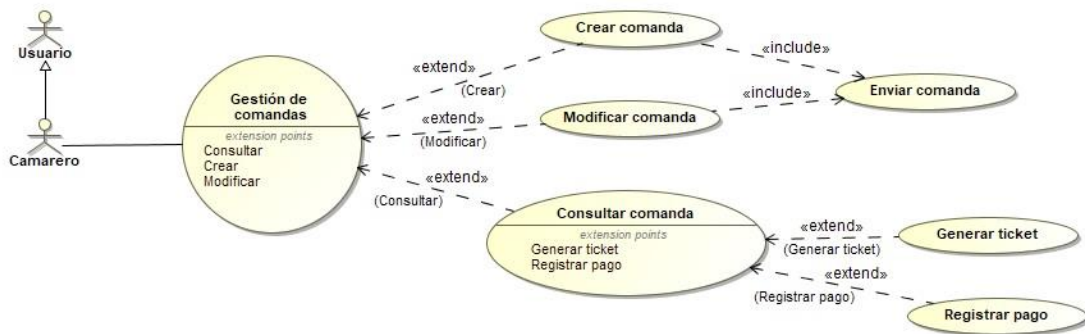 Usuario
Camarero
Gestión de
comandas
extension points
Consultar
Crear
Modificar
«extend»
(Crear)
«extend»
(Modificar)
«extend»
(Consultar)
Crear comanda
Modificar comanda
«include»
«include»
Enviar comanda
Consultar comanda
extension points
Generar ticket
Registrar pago
«extend»
(Generar ticket)
«extend»
(Registrar pago)
Generar ticket
Registrar pago